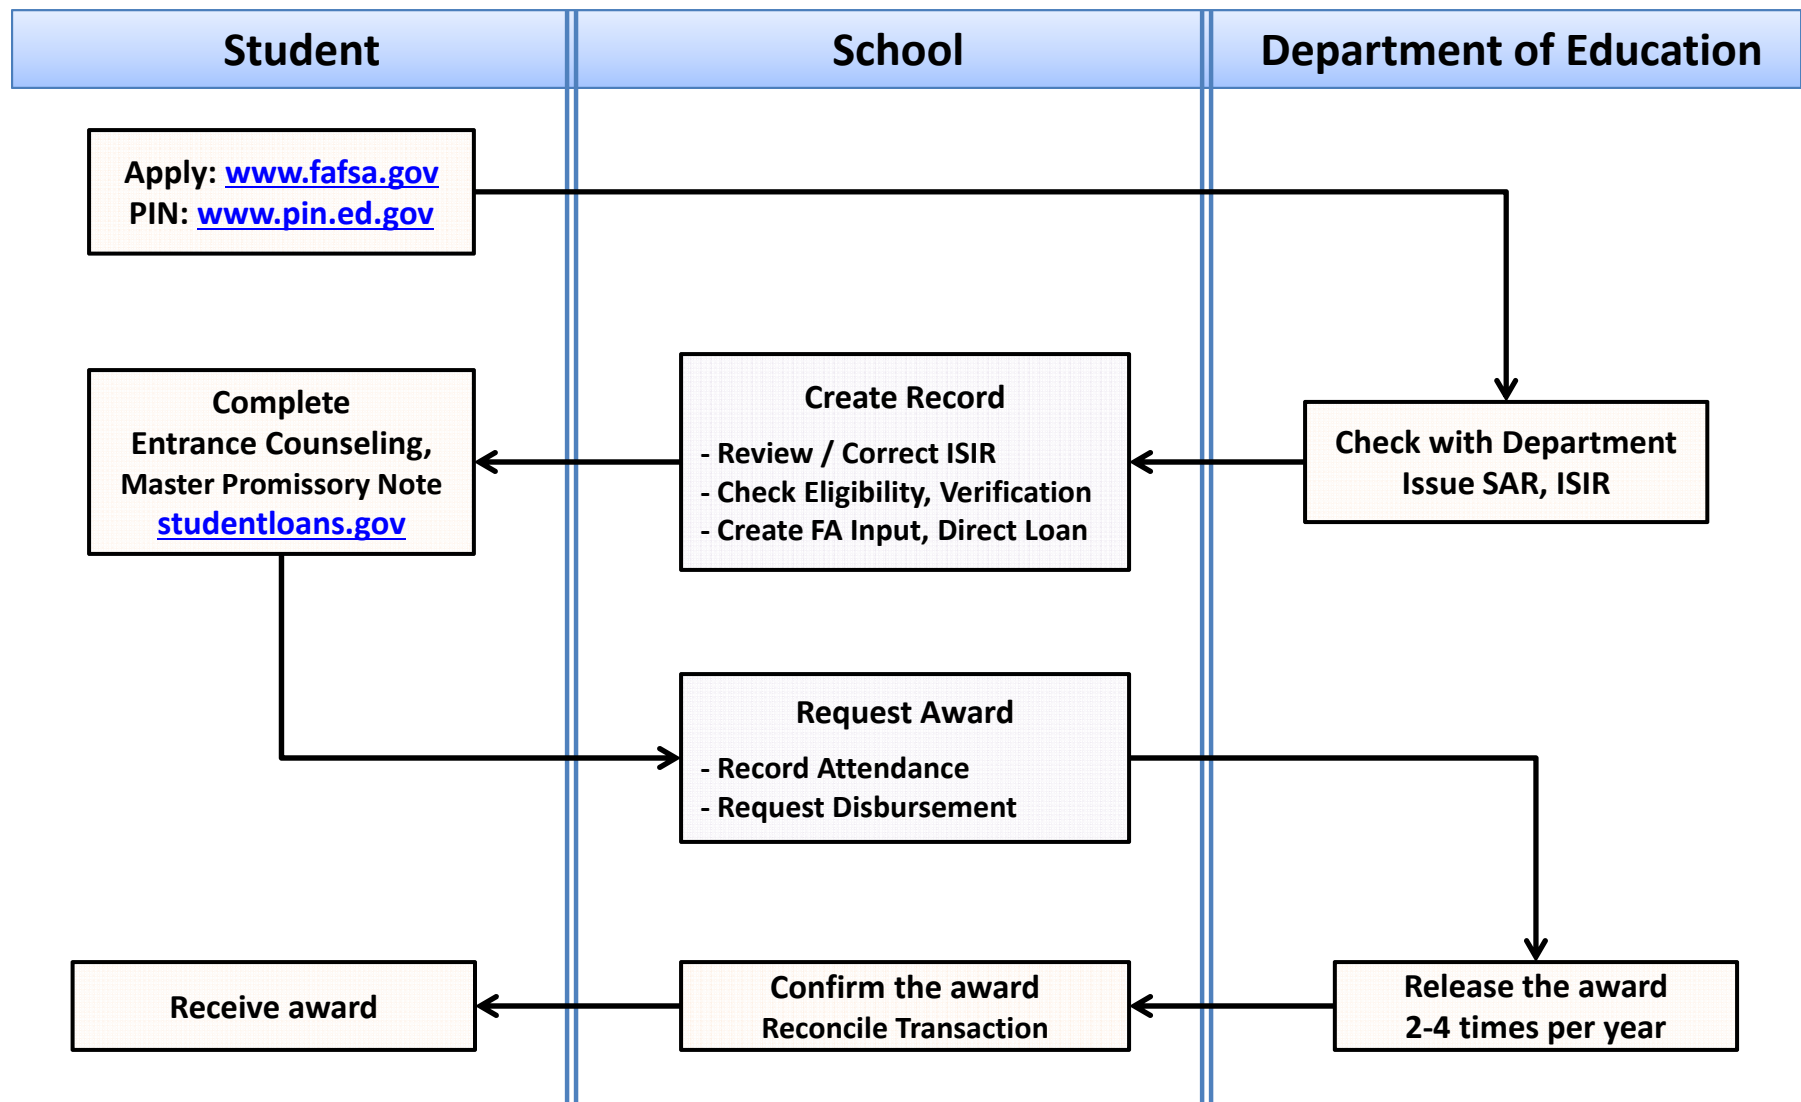 Student
School
Department of Education
Apply: www.fafsa.gov
PIN: www.pin.ed.gov
Complete
Entrance Counseling,
Master Promissory Note
studentloans.gov
Create Record
- Review / Correct ISIR
- Check Eligibility, Verification
- Create FA Input, Direct Loan
Check with Department
Issue SAR, ISIR
Request Award
- Record Attendance
- Request Disbursement
Receive award
Confirm the award
Reconcile Transaction
Release the award
2-4 times per year